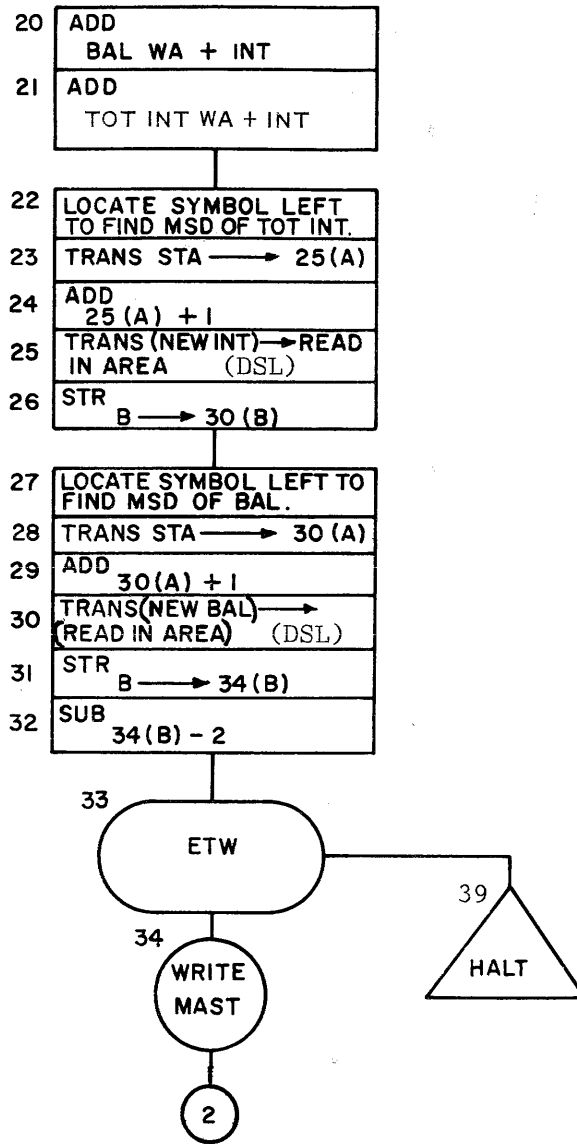 20 ADD
BAL WA + INT
21 ADD
TOT INT WA + INT
22 LOCATE SYMBOL LEFT
TO FIND MSD OF TOT INT.
23 TRANS STA → 25(A)
24 ADD
25(A) + 1
25 TRANS (NEW INT) → READ
IN AREA (DSL)
26 STR
B → 30(B)
27 LOCATE SYMBOL LEFT TO
FIND MSD OF BAL.
28 TRANS STA → 30(A)
29 ADD
30(A) + 1
30 TRANS(NEW BAL) →
(READ IN AREA) (DSL)
31 STR
B → 34(B)
32 SUB
34(B) - 2
33
ETW
34
WRITE
MAST
39
HALT
2